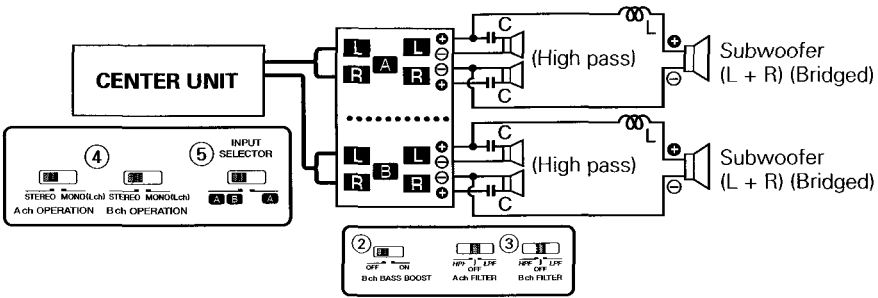 CENTER UNIT
L L
A
R R
L L
B
R R
⊕
⊖
⊖
⊕
⊕
⊖
⊖
⊕
C
(High pass)
C
L
⊕
⊖
Subwoofer
(L + R) (Bridged)
C
(High pass)
C
L
⊕
⊖
Subwoofer
(L + R) (Bridged)
④
⑤ INPUT
SELECTOR
STEREO MONO(Lch) STEREO MONO(Lch) A B A
A ch OPERATION B ch OPERATION
② ③
OFF ON HPF LPF HPF LPF
OFF OFF
B ch BASS BOOST A ch FILTER B ch FILTER